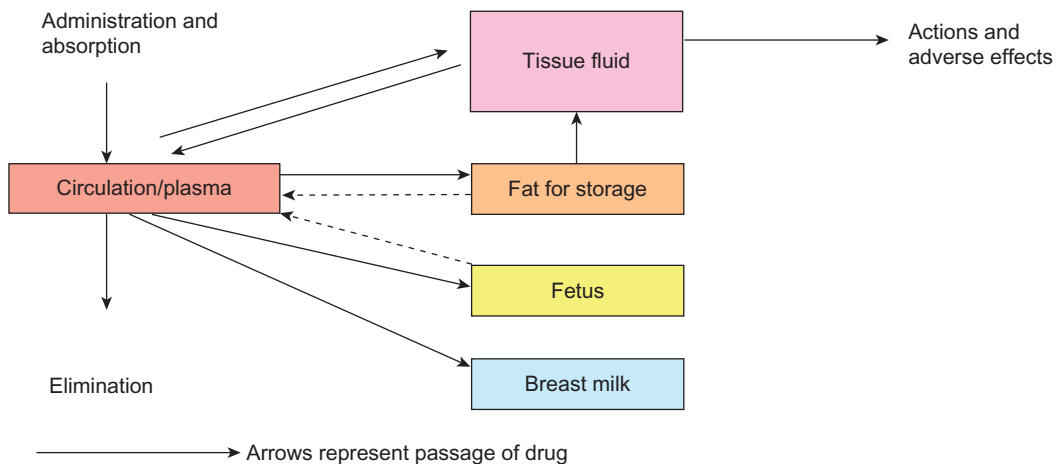 Administration and
absorption
Tissue fluid
Actions and
adverse effects
Circulation/plasma
Fat for storage
Fetus
Elimination
Breast milk
Arrows represent passage of drug